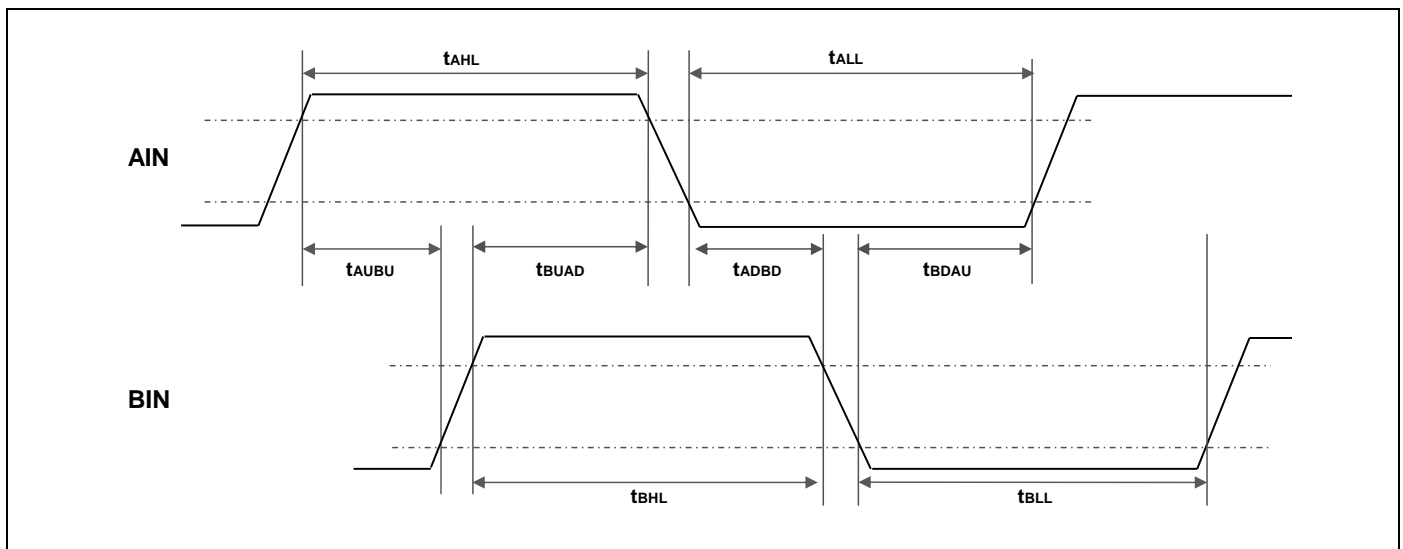 tAHL
tALL
AIN
tAUBU
tBUAD
tADBD
tBDAU
BIN
tBHL
tBLL